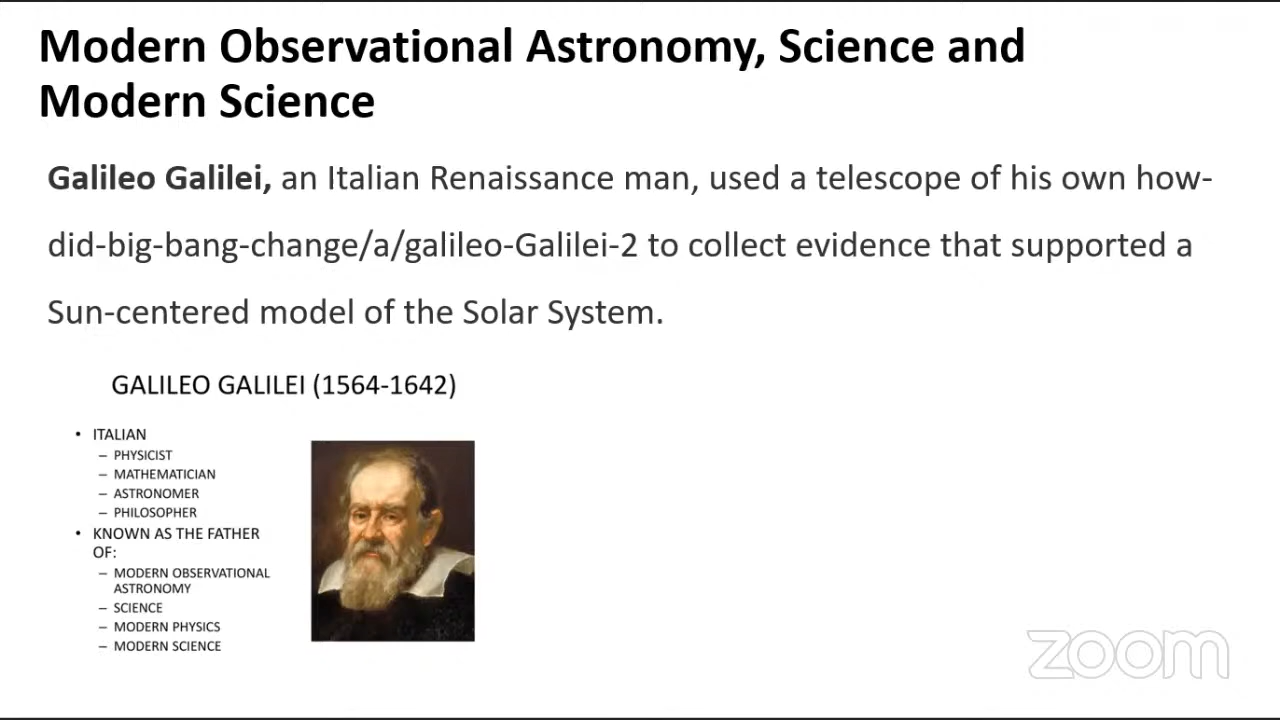 Modern Observational Astronomy, Science and
Modern Science
Galileo Galilei, an Italian Renaissance man, used a telescope of his own how-
did-big-bang-change/a/galileo-Galilei-2 to collect evidence that supported a
Sun-centered model of the Solar System.
GALILEO GALILEI (1564-1642)
• ITALIAN
– PHYSICIST
– MATHEMATICIAN
– ASTRONOMER
– PHILOSOPHER
• KNOWN AS THE FATHER
OF:
– MODERN OBSERVATIONAL
ASTRONOMY
– SCIENCE
– MODERN PHYSICS
– MODERN SCIENCE
zoom